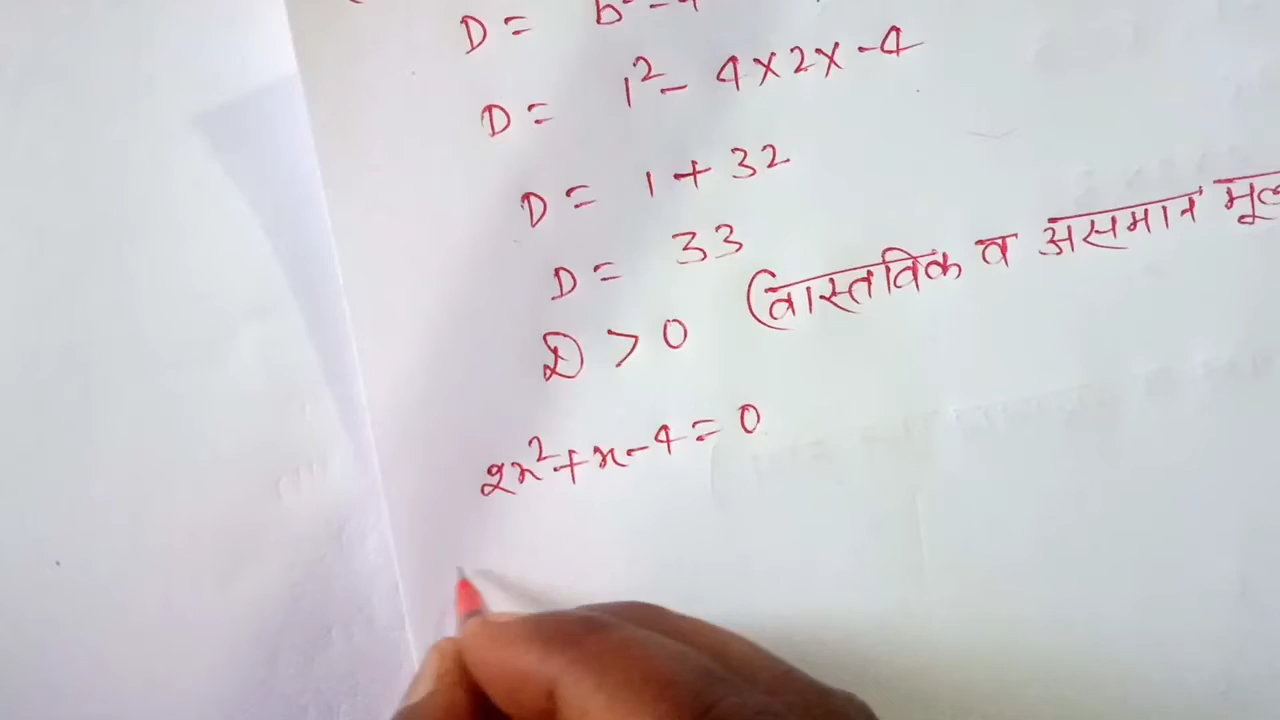 D =
D = 1² - 4×2×-4
D = 1 + 32
D = 33
D > 0 (वास्तविक व असमान मूल
2x² + x - 4 = 0